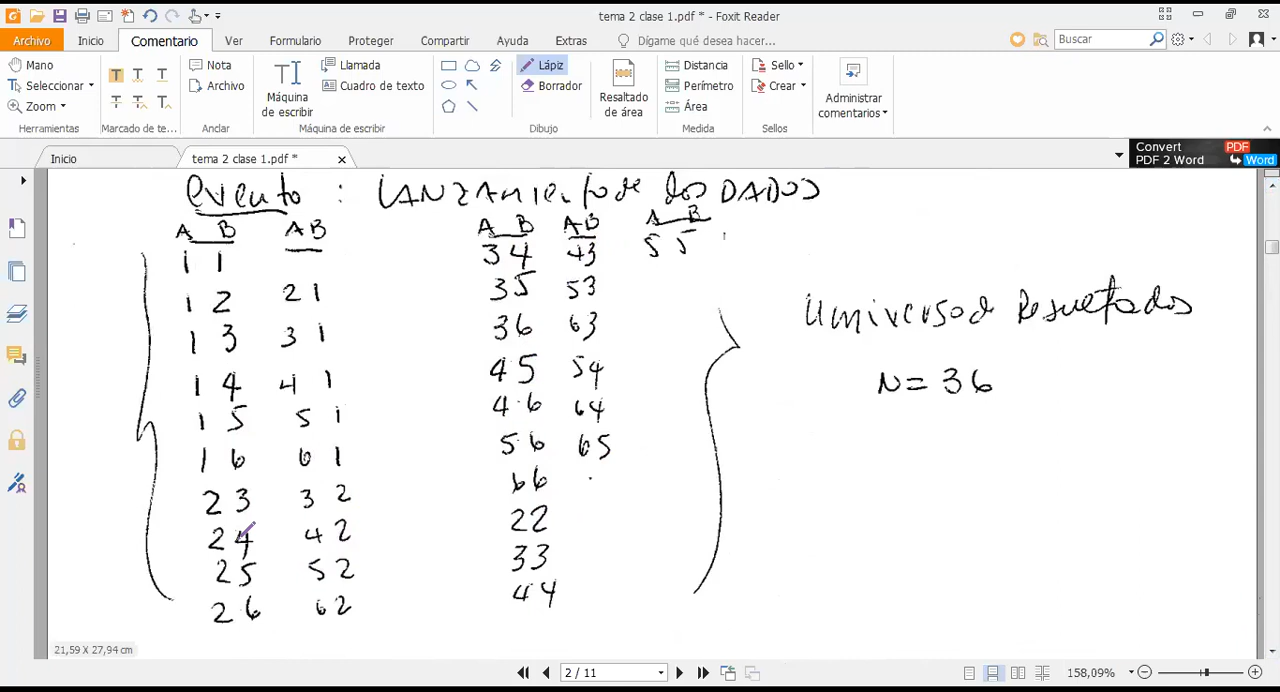 tema 2 clase 1.pdf * - Foxit Reader
Archivo Inicio Comentario Ver Formulario Proteger Compartir Ayuda Extras Dígame qué desea hacer... Buscar
Mano
Seleccionar
Zoom
Herramientas
T T T
T T T
Marcado de te...
Nota
Archivo
Anclar
Máquina de escribir
Llamada
Cuadro de texto
Máquina de escribir
Lápiz
Borrador
Dibujo
Resaltado de área
Distancia
Perímetro
Área
Medida
Sello
Crear
Sellos
Administrar comentarios
Inicio tema 2 clase 1.pdf *
Convert PDF
PDF 2 Word Word
evento : LANZAMiento de dos DADOS
A B A B
1 1
1 2 2 1
1 3 3 1
1 4 4 1
1 5 5 1
1 6 6 1
2 3 3 2
2 4 4 2
2 5 5 2
2 6 6 2
A B A B
3 4 4 3
3 5 5 3
3 6 6 3
4 5 5 4
4 6 6 4
5 6 6 5
6 6
2 2
3 3
4 4
A B
5 5
Universo de Resultados
N = 36
21,59 X 27,94 cm
2 / 11
158,09%